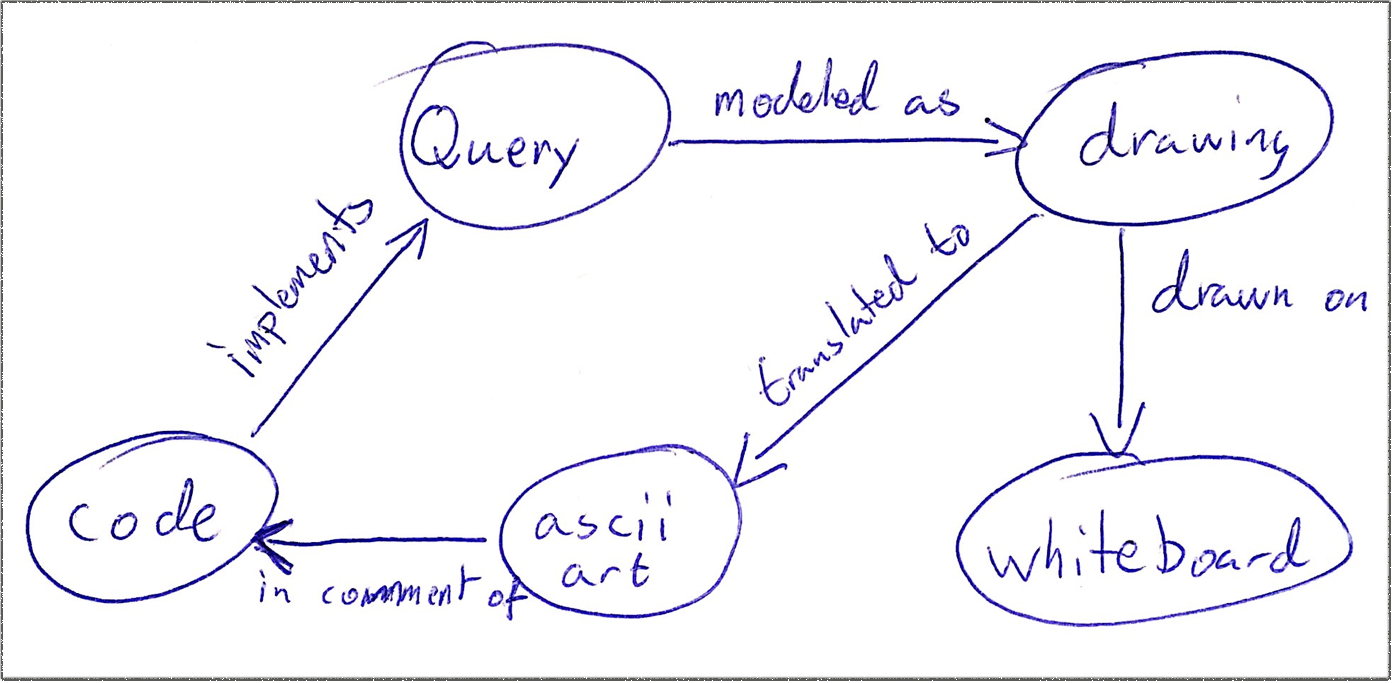 Query
modeled as
drawing
implements
translated to
drawn on
code
ascii
art
whiteboard
in comment of